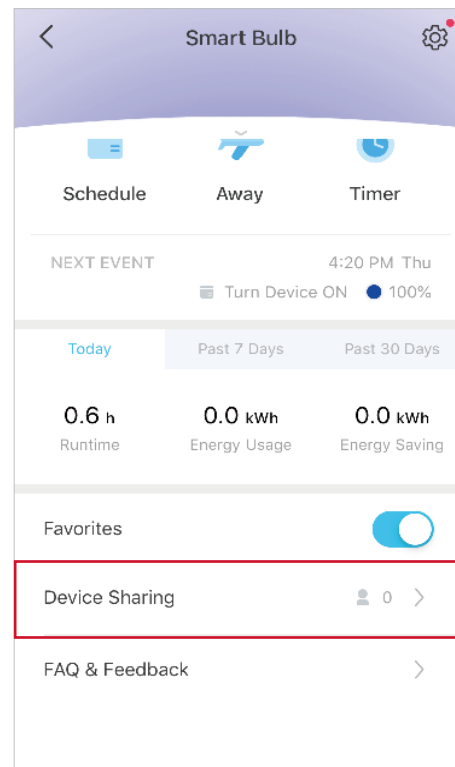 Smart Bulb
Schedule Away Timer
NEXT EVENT 4:20 PM Thu
Turn Device ON 100%
Today Past 7 Days Past 30 Days
0.6 h 0.0 kWh 0.0 kWh
Runtime Energy Usage Energy Saving
Favorites
Device Sharing 0
FAQ & Feedback